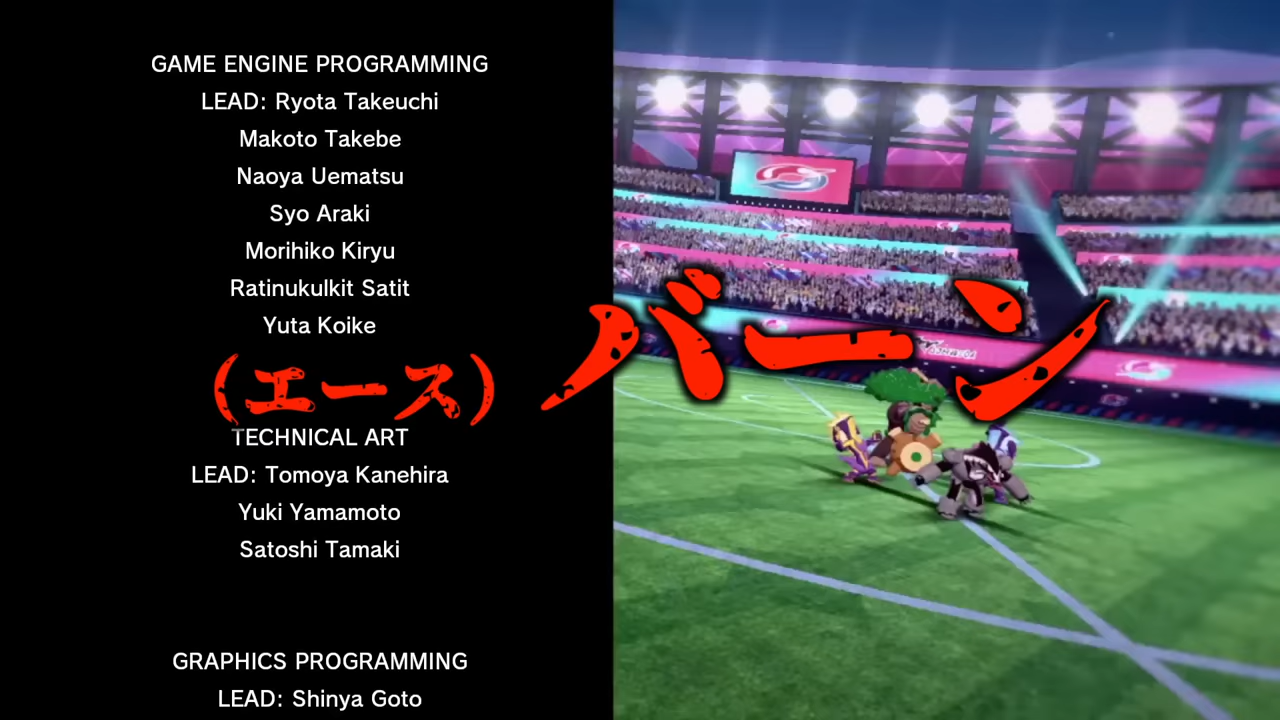 GAME ENGINE PROGRAMMING
LEAD: Ryota Takeuchi
Makoto Takebe
Naoya Uematsu
Syo Araki
Morihiko Kiryu
Ratinukulkit Satit
Yuta Koike
（エース）バーン
TECHNICAL ART
LEAD: Tomoya Kanehira
Yuki Yamamoto
Satoshi Tamaki
GRAPHICS PROGRAMMING
LEAD: Shinya Goto